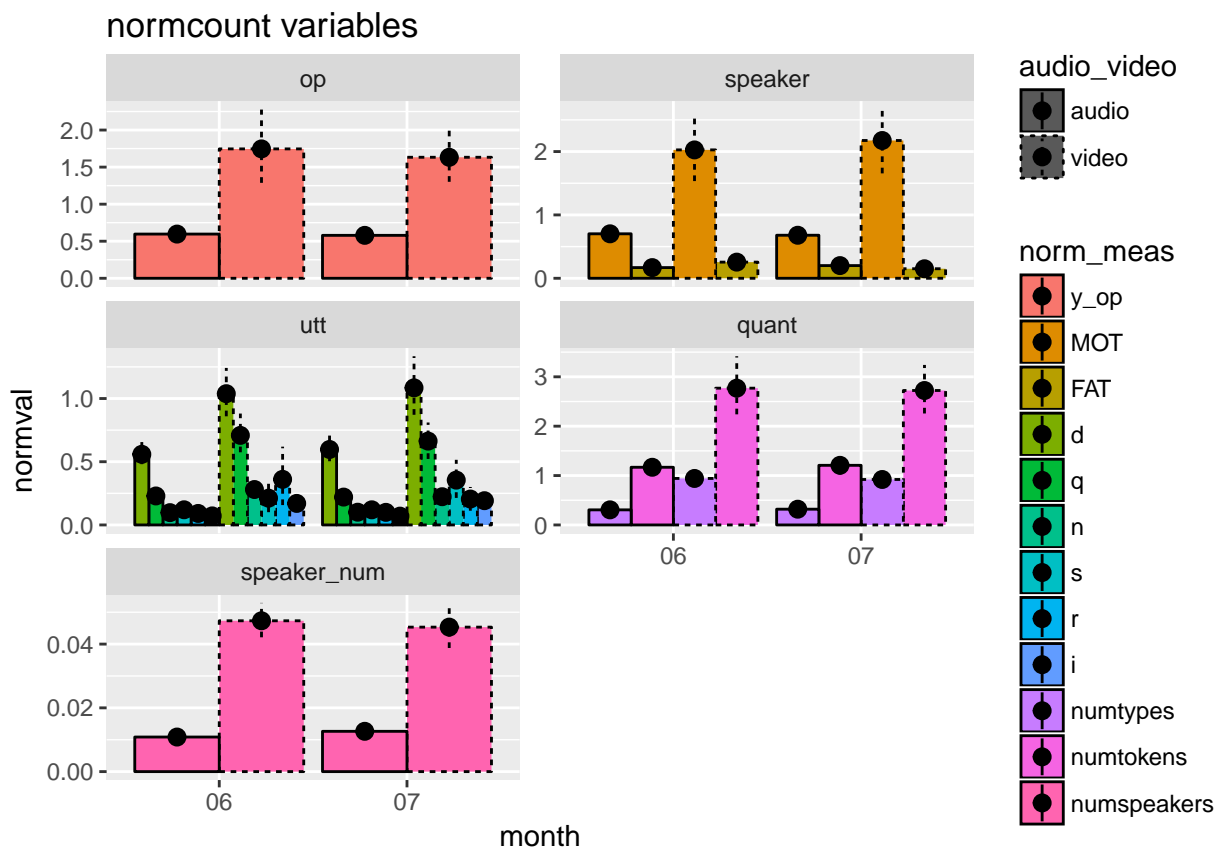 normcount variables
op
speaker
2.0
1.5
1.0
0.5
0.0
2
1
0
utt
quant
1.0
0.5
0.0
3
2
1
0
06
07
speaker_num
0.04
0.02
0.00
06
07
month
normval
audio_video
audio
video
norm_meas
y_op
MOT
FAT
d
q
n
s
r
i
numtypes
numtokens
numspeakers